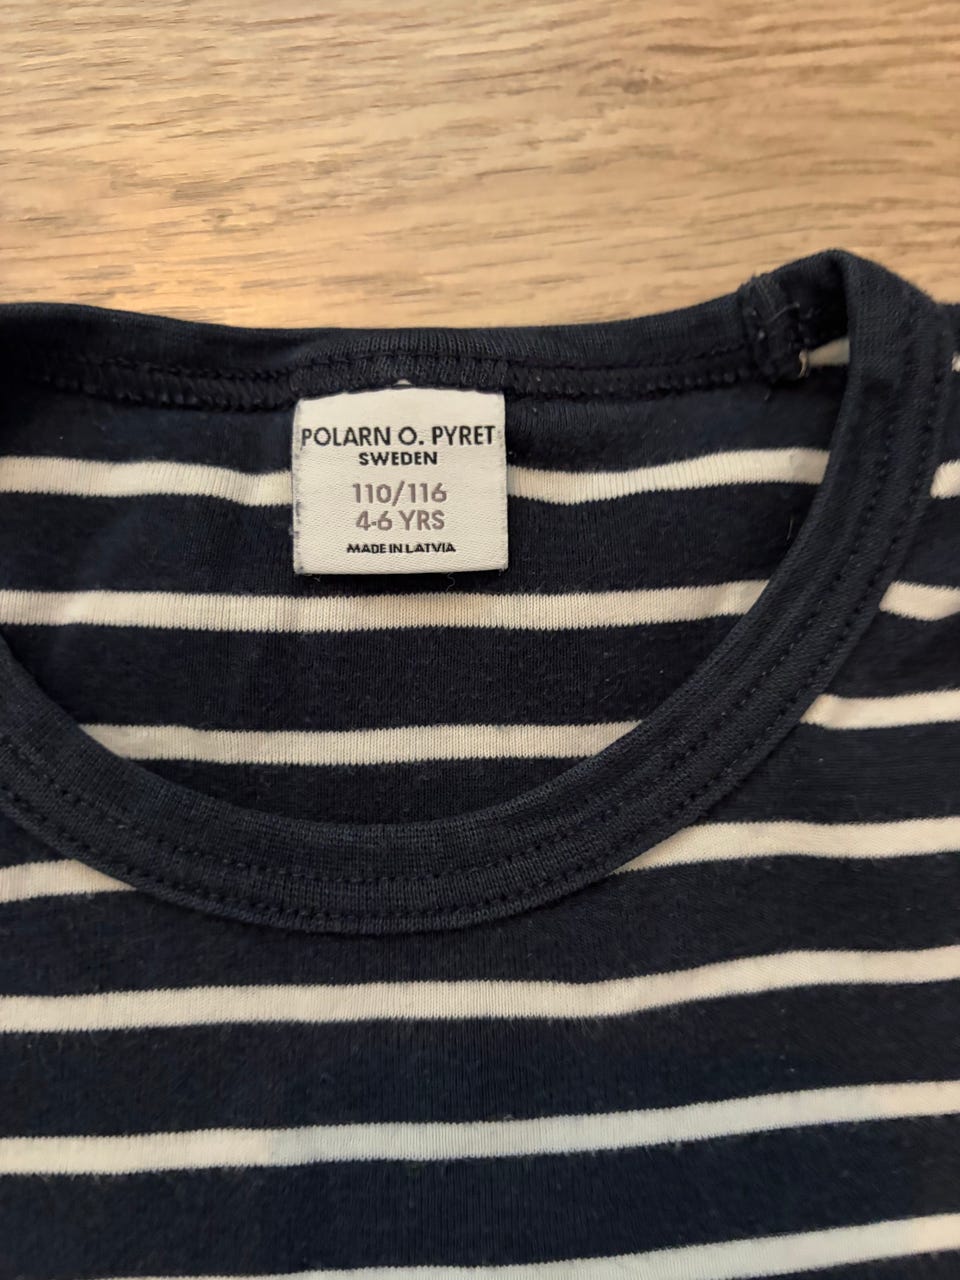 POLARN O. PYRET
SWEDEN
110/116
4-6 YRS
MADE IN LATVIA